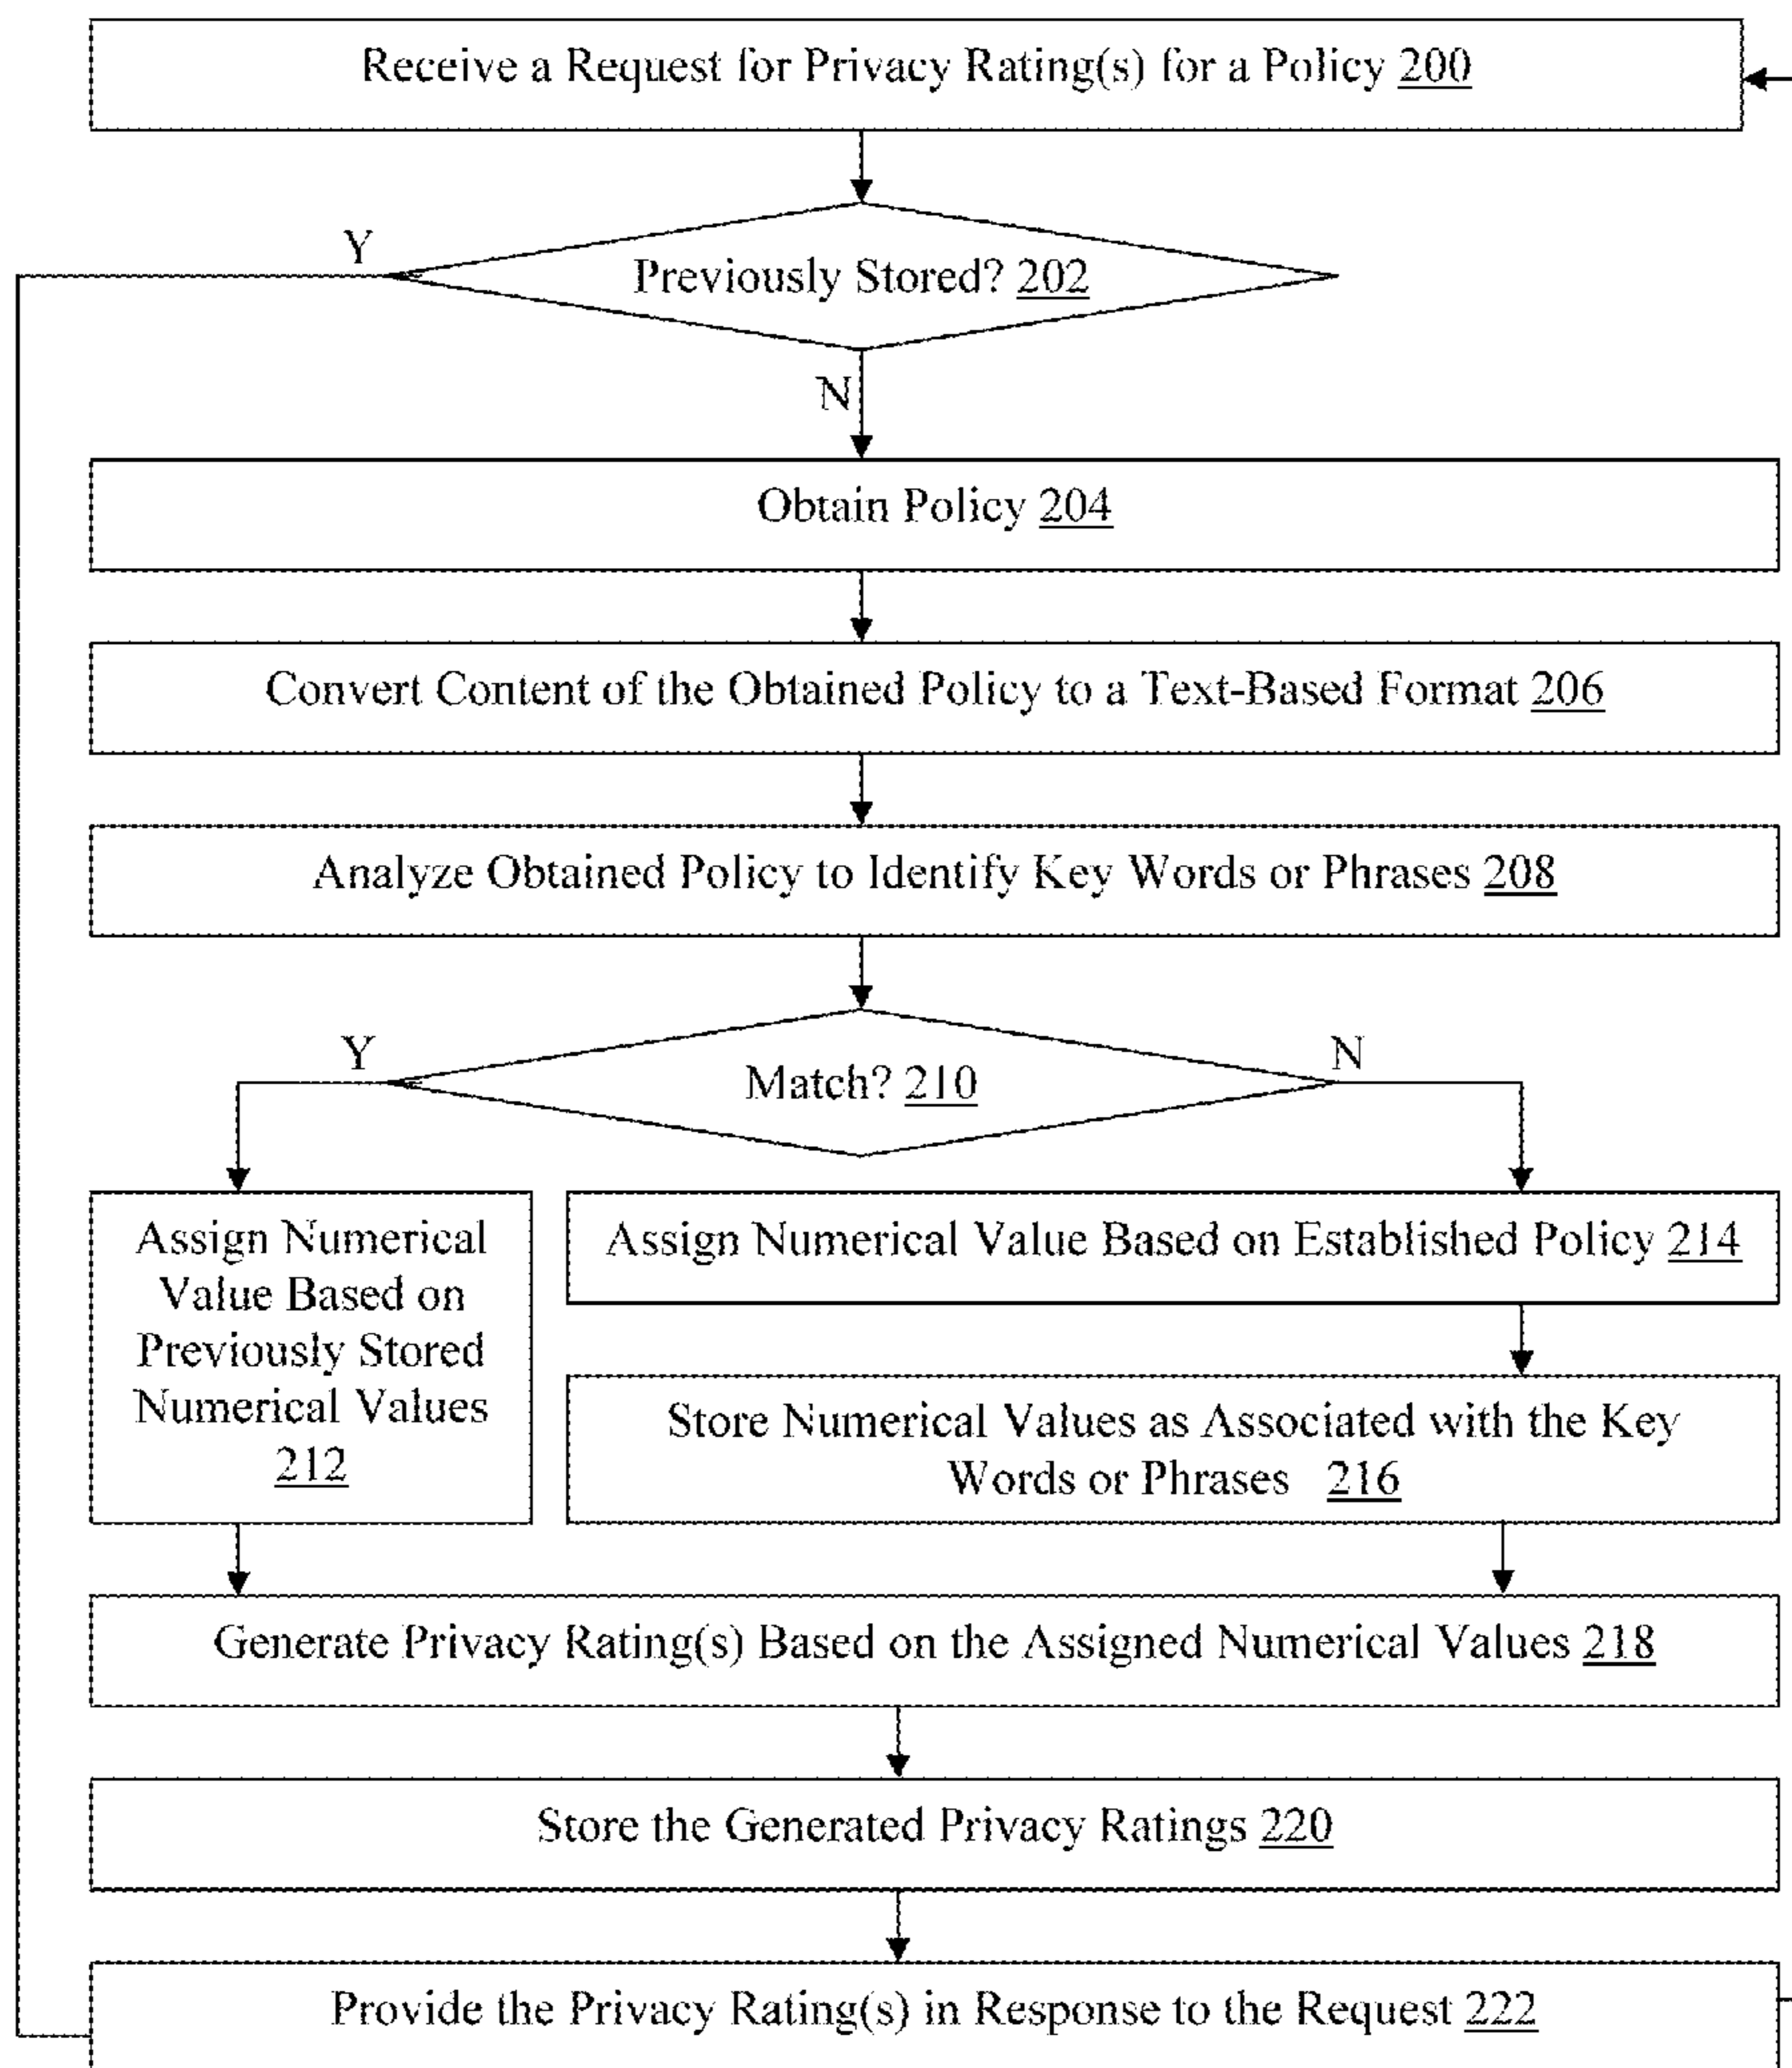 Receive a Request for Privacy Rating(s) for a Policy 200
Y
Previously Stored? 202
N
Obtain Policy 204
Convert Content of the Obtained Policy to a Text-Based Format 206
Analyze Obtained Policy to Identify Key Words or Phrases 208
Y
N
Match? 210
Assign Numerical
Value Based on
Previously Stored
Numerical Values
212
Assign Numerical Value Based on Established Policy 214
Store Numerical Values as Associated with the Key
Words or Phrases 216
Generate Privacy Rating(s) Based on the Assigned Numerical Values 218
Store the Generated Privacy Ratings 220
Provide the Privacy Rating(s) in Response to the Request 222